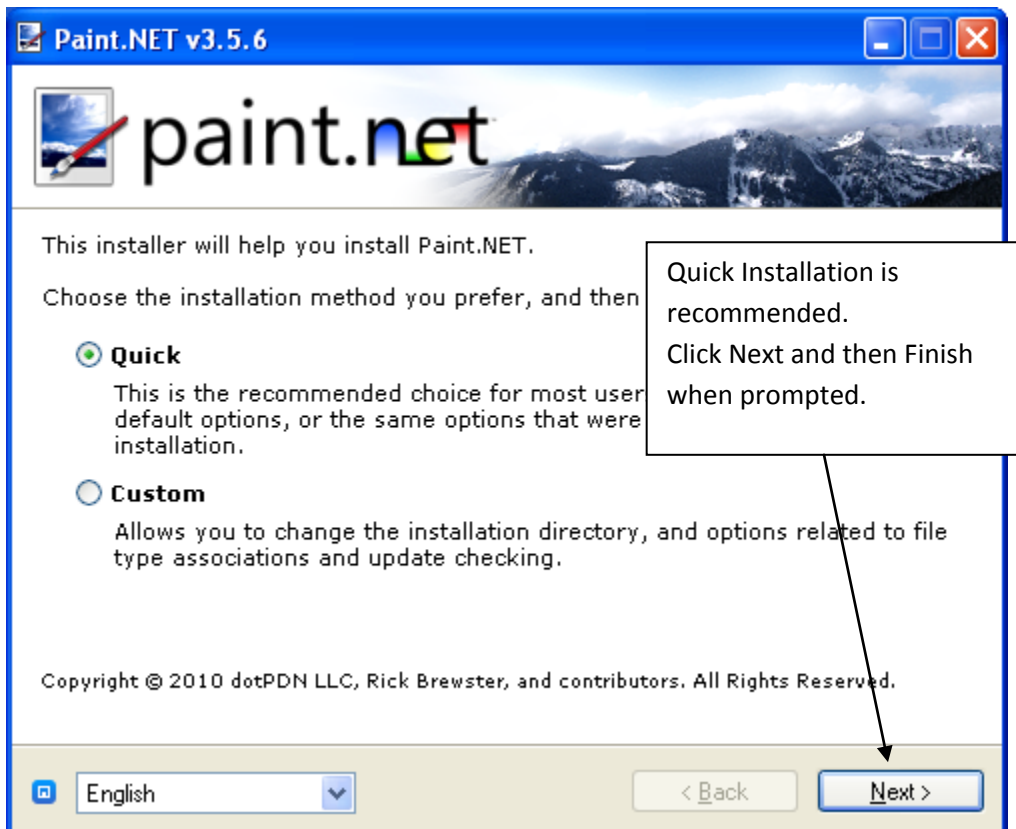 Paint.NET v3.5.6
paint.net
This installer will help you install Paint.NET.
Choose the installation method you prefer, and then
Quick Installation is
recommended.
Click Next and then Finish
when prompted.
Quick
This is the recommended choice for most user
default options, or the same options that were
installation.
Custom
Allows you to change the installation directory, and options related to file
type associations and update checking.
Copyright © 2010 dotPDN LLC, Rick Brewster, and contributors. All Rights Reserved.
English
< Back
Next >